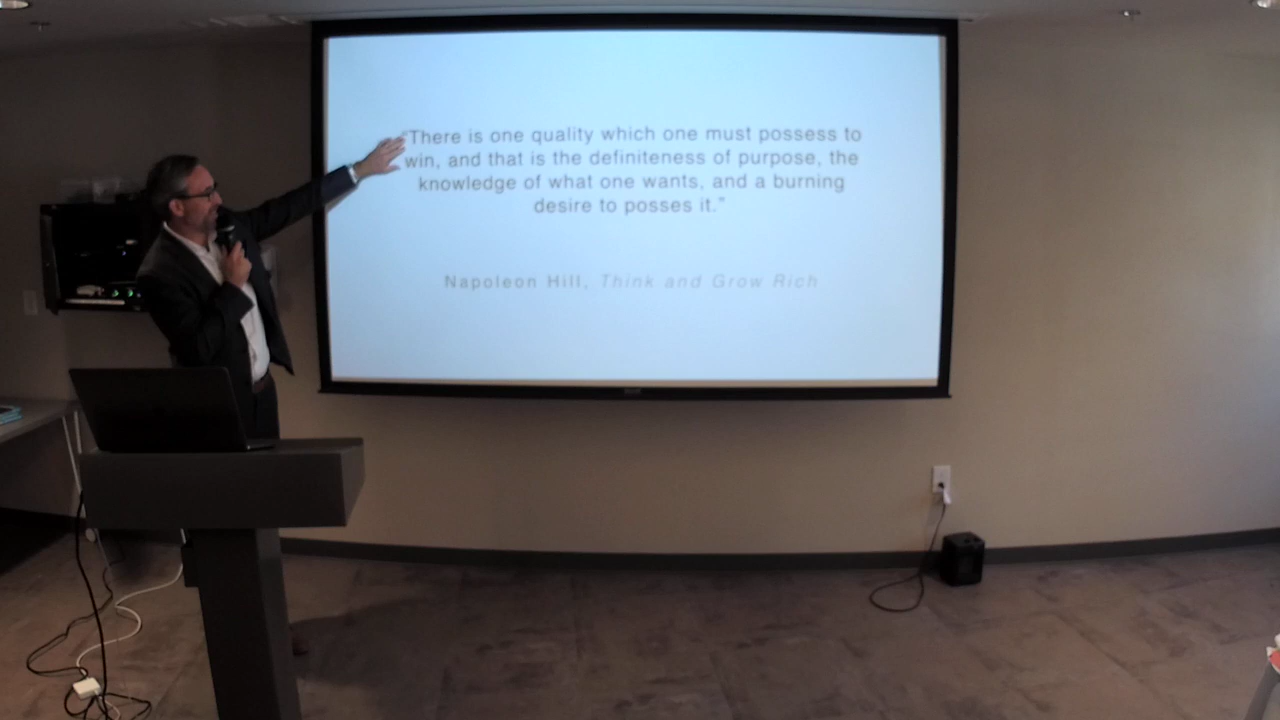 "There is one quality which one must possess to
win, and that is the definiteness of purpose, the
knowledge of what one wants, and a burning
desire to posses it."
Napoleon Hill, Think and Grow Rich